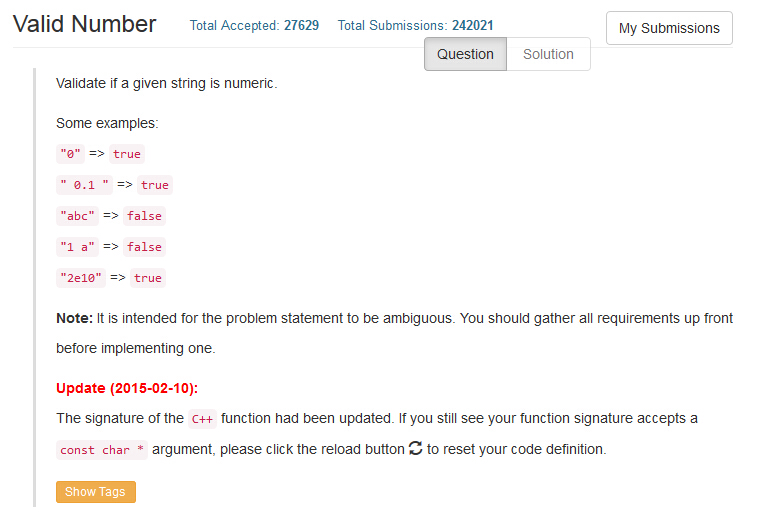 Valid Number Total Accepted: 27629 Total Submissions: 242021 My Submissions
Question Solution
Validate if a given string is numeric.
Some examples:
"0" => true
" 0.1 " => true
"abc" => false
"1 a" => false
"2e10" => true
Note: It is intended for the problem statement to be ambiguous. You should gather all requirements up front
before implementing one.
Update (2015-02-10):
The signature of the C++ function had been updated. If you still see your function signature accepts a
const char * argument, please click the reload button to reset your code definition.
Show Tags